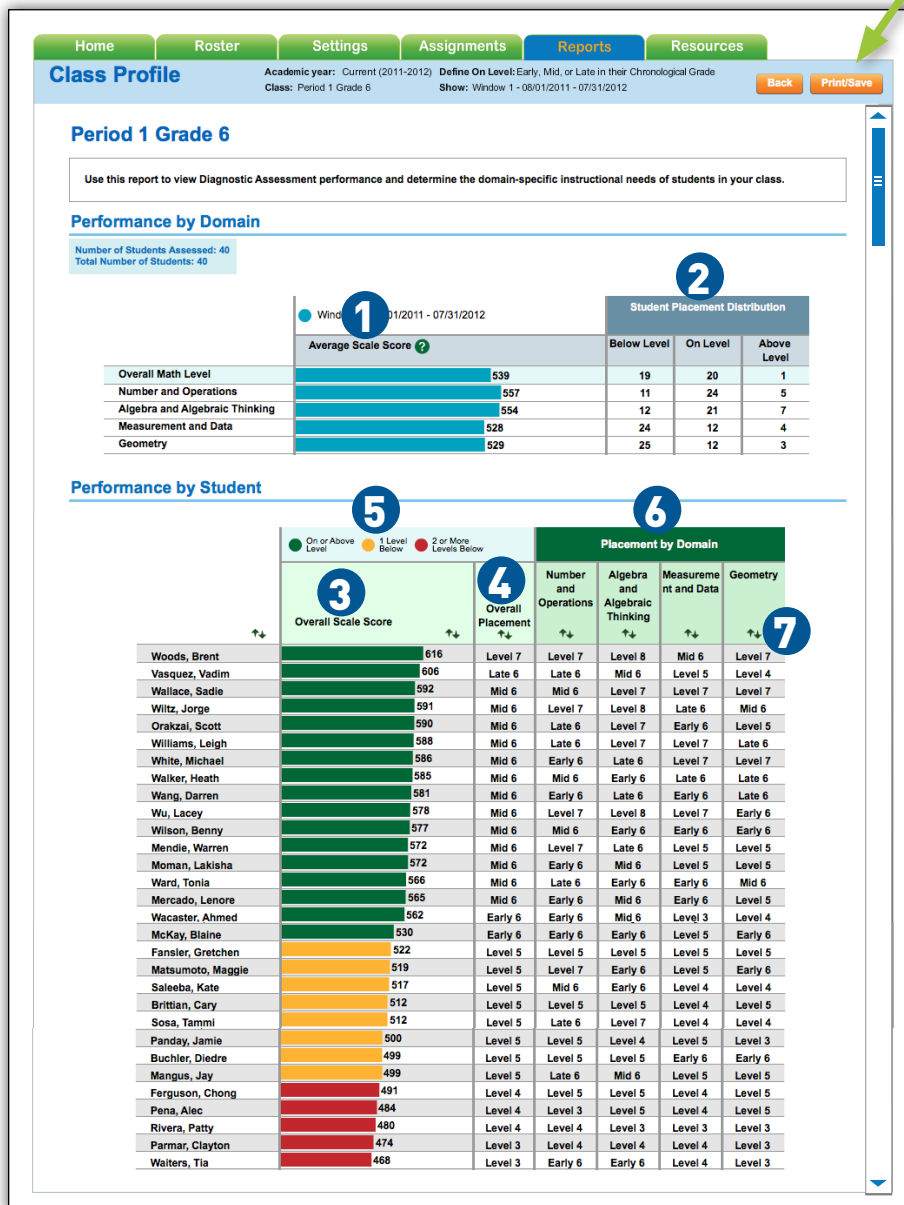 Home Roster Settings Assignments Reports Resources
Class Profile
Academic year: Current (2011-2012) Define On Level: Early, Mid, or Late in their Chronological Grade
Class: Period 1 Grade 6 Show: Window 1 - 08/01/2011 - 07/31/2012
Back Print/Save
Period 1 Grade 6
Use this report to view Diagnostic Assessment performance and determine the domain-specific instructional needs of students in your class.
Performance by Domain
Number of Students Assessed: 40
Total Number of Students: 40
1
2
Wind 01/2011 - 07/31/2012
Student Placement Distribution
Average Scale Score ? Below Level On Level Above
Level
Overall Math Level 539 19 20 1
Number and Operations 557 11 24 5
Algebra and Algebraic Thinking 554 12 21 7
Measurement and Data 528 24 12 4
Geometry 529 25 12 3
Performance by Student
5
6
On or Above
Level
1 Level
Below
2 or More
Levels Below
Placement by Domain
3
Overall Scale Score
4
Overall
Placement
Number
and
Operations
Algebra
and
Algebraic
Thinking
Measureme
nt and Data
Geometry
7
Woods, Brent 616 Level 7 Level 7 Level 8 Mid 6 Level 7
Vasquez, Vadim 606 Late 6 Late 6 Mid 6 Level 5 Level 4
Wallace, Sadie 592 Mid 6 Mid 6 Level 7 Level 7 Level 7
Wiltz, Jorge 591 Mid 6 Level 7 Level 8 Late 6 Mid 6
Orakzai, Scott 590 Mid 6 Late 6 Level 7 Early 6 Level 5
Williams, Leigh 588 Mid 6 Late 6 Level 7 Level 7 Late 6
White, Michael 586 Mid 6 Early 6 Late 6 Level 7 Level 7
Walker, Heath 585 Mid 6 Mid 6 Early 6 Late 6 Late 6
Wang, Darren 581 Mid 6 Early 6 Late 6 Early 6 Late 6
Wu, Lacey 578 Mid 6 Level 7 Level 8 Level 7 Early 6
Wilson, Benny 577 Mid 6 Mid 6 Early 6 Early 6 Early 6
Mendie, Warren 572 Mid 6 Level 7 Late 6 Level 5 Level 5
Moman, Lakisha 572 Mid 6 Early 6 Mid 6 Level 5 Level 5
Ward, Tonia 566 Mid 6 Late 6 Early 6 Early 6 Mid 6
Mercado, Lenore 565 Mid 6 Early 6 Mid 6 Early 6 Level 5
Wacaster, Ahmed 562 Early 6 Early 6 Mid 6 Level 3 Level 4
McKay, Blaine 530 Early 6 Early 6 Early 6 Level 5 Early 6
Fansler, Gretchen 522 Level 5 Level 5 Level 5 Level 5 Level 5
Matsumoto, Maggie 519 Level 5 Level 7 Early 6 Level 5 Early 6
Saleeba, Kate 517 Level 5 Mid 6 Early 6 Level 4 Level 4
Brittian, Cary 512 Level 5 Level 5 Level 5 Level 4 Level 5
Sosa, Tammi 512 Level 5 Late 6 Level 7 Level 4 Level 4
Panday, Jamie 500 Level 5 Level 5 Level 4 Level 5 Level 3
Buchler, Diedre 499 Level 5 Level 5 Level 5 Early 6 Early 6
Mangus, Jay 499 Level 5 Late 6 Mid 6 Level 5 Level 5
Ferguson, Chong 491 Level 4 Level 5 Level 5 Level 4 Level 5
Pena, Alec 484 Level 4 Level 3 Level 5 Level 4 Level 5
Rivera, Patty 480 Level 4 Level 4 Level 3 Level 3 Level 3
Parmar, Clayton 474 Level 3 Level 4 Level 4 Level 4 Level 3
Waiters, Tia 468 Level 3 Early 6 Early 6 Level 4 Level 3